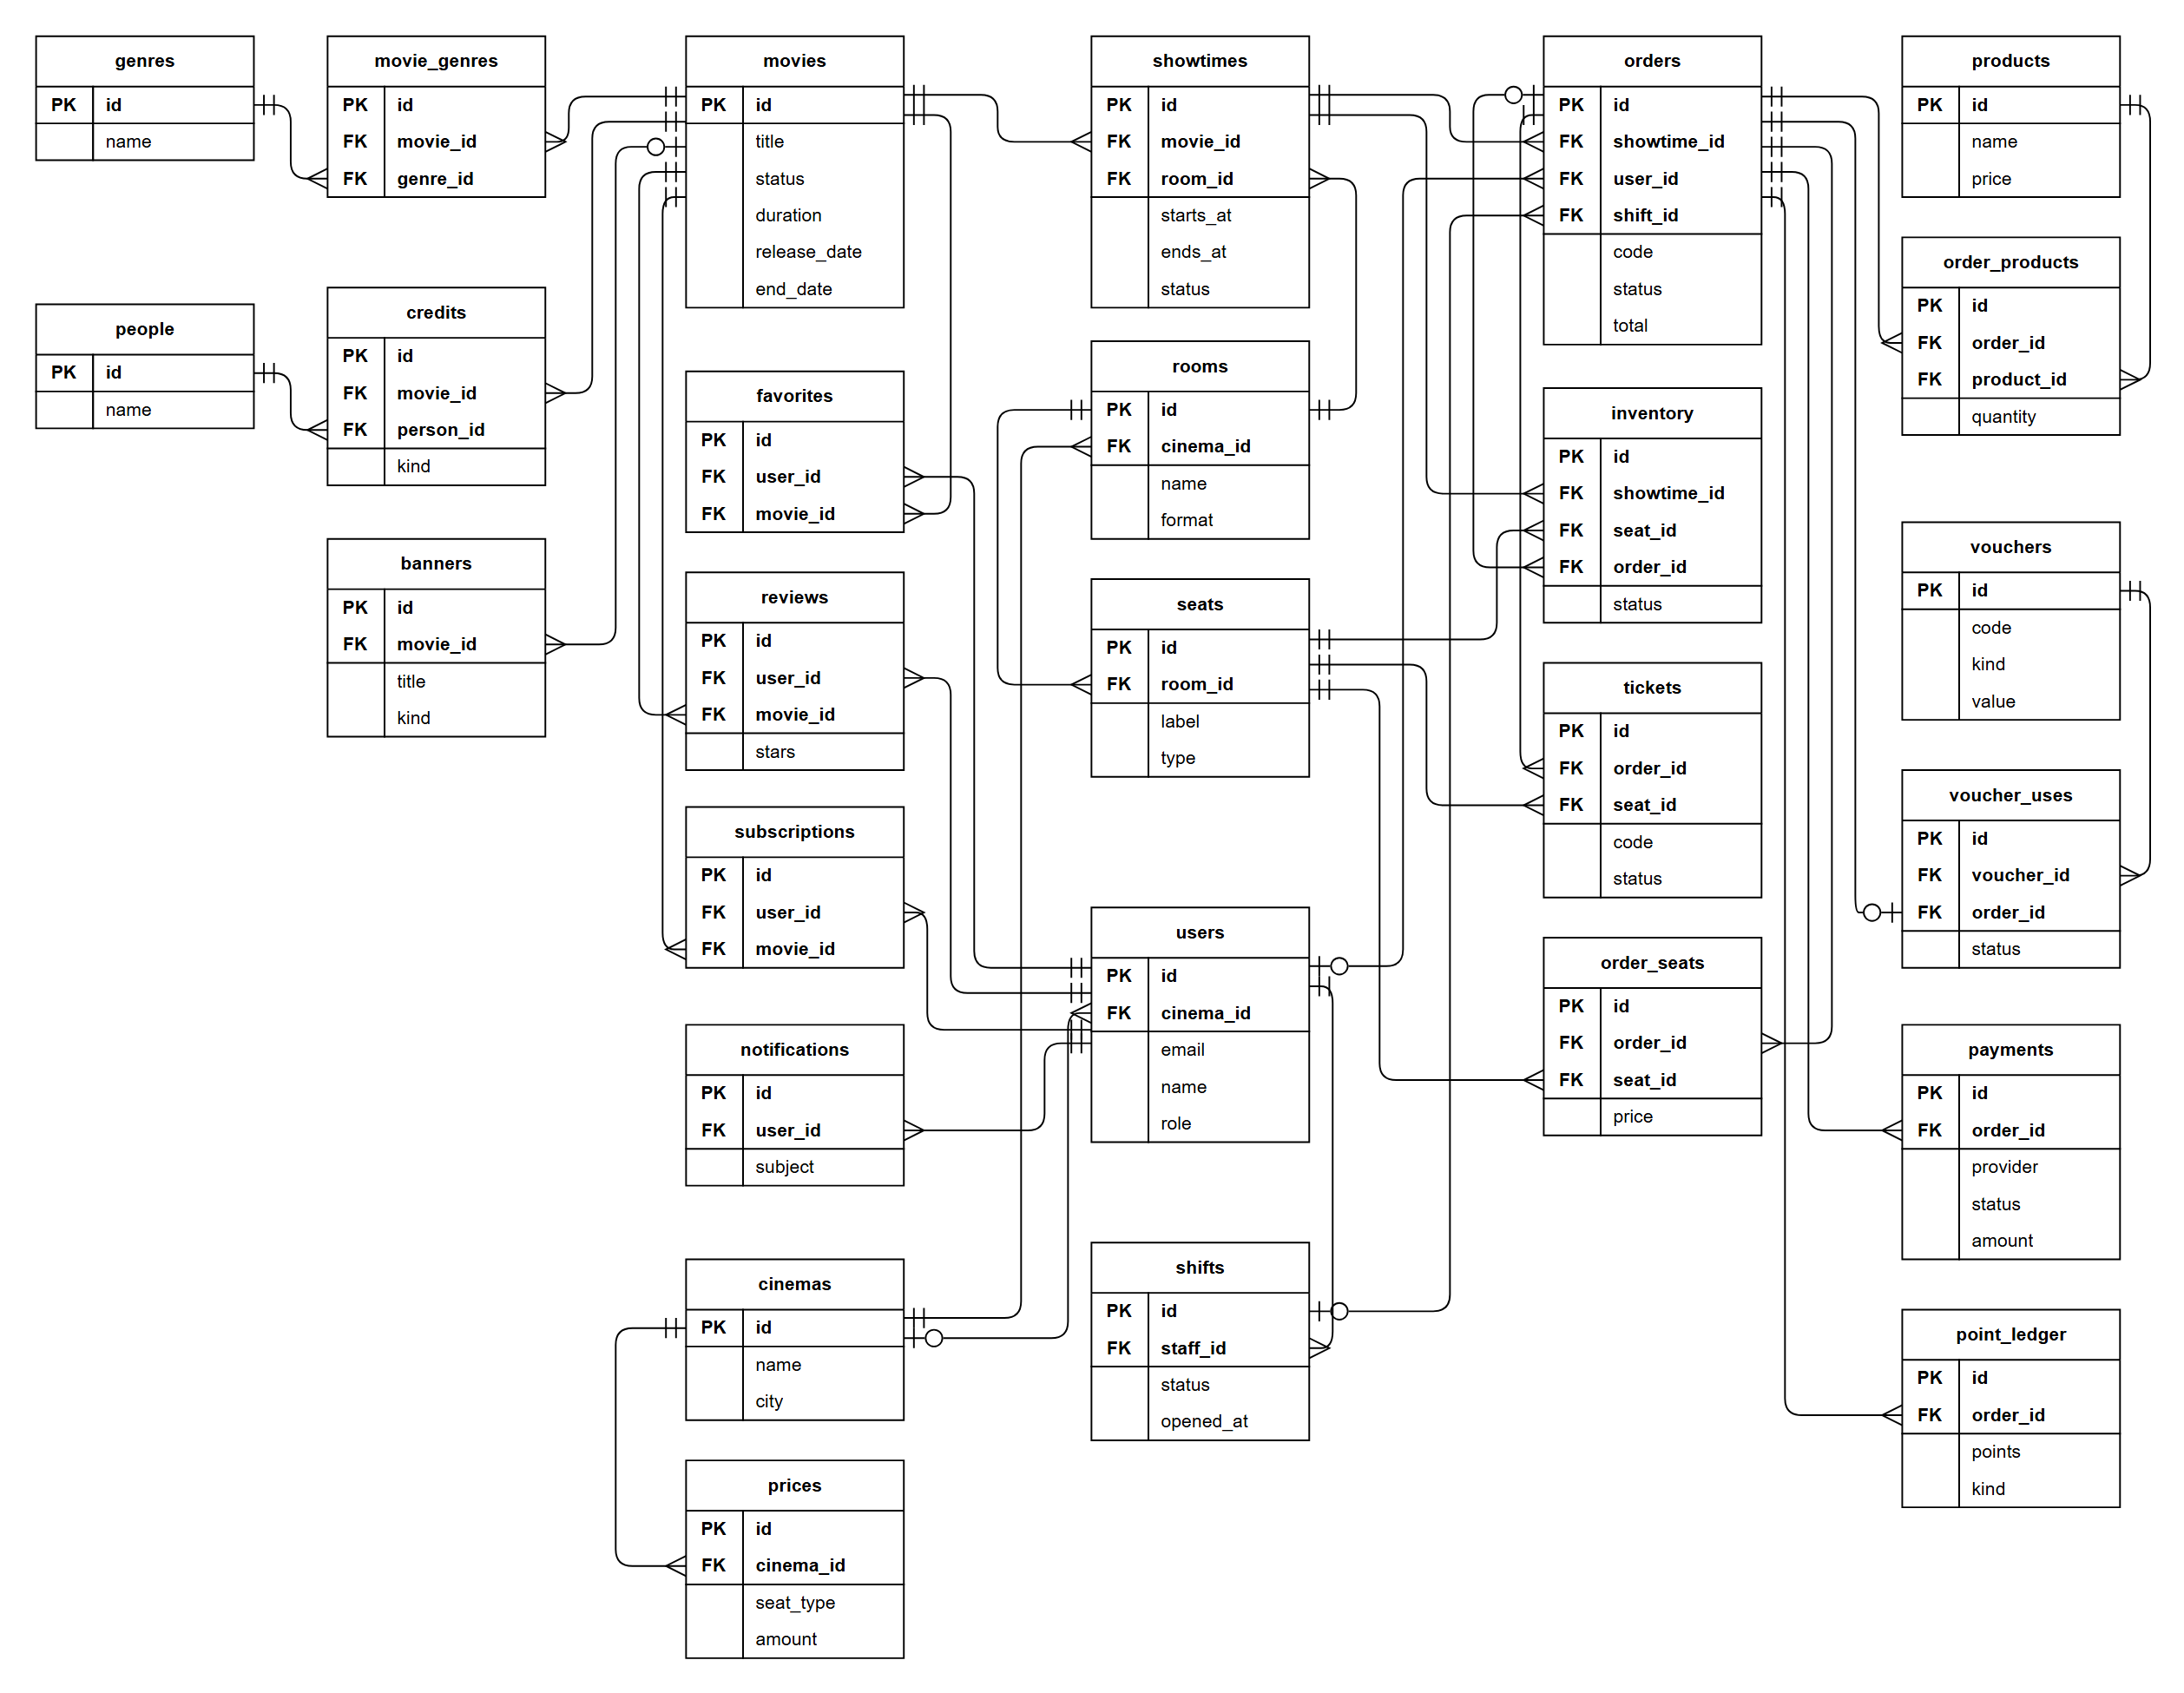 genres
PK id
name
movie_genres
PK id
FK movie_id
FK genre_id
people
PK id
name
credits
PK id
FK movie_id
FK person_id
kind
banners
PK id
FK movie_id
title
kind
movies
PK id
title
status
duration
release_date
end_date
favorites
PK id
FK user_id
FK movie_id
reviews
PK id
FK user_id
FK movie_id
stars
subscriptions
PK id
FK user_id
FK movie_id
notifications
PK id
FK user_id
subject
cinemas
PK id
name
city
prices
PK id
FK cinema_id
seat_type
amount
showtimes
PK id
FK movie_id
FK room_id
starts_at
ends_at
status
rooms
PK id
FK cinema_id
name
format
seats
PK id
FK room_id
label
type
users
PK id
FK cinema_id
email
name
role
shifts
PK id
FK staff_id
status
opened_at
orders
PK id
FK showtime_id
FK user_id
FK shift_id
code
status
total
inventory
PK id
FK showtime_id
FK seat_id
FK order_id
status
tickets
PK id
FK order_id
FK seat_id
code
status
order_seats
PK id
FK order_id
FK seat_id
price
products
PK id
name
price
order_products
PK id
FK order_id
FK product_id
quantity
vouchers
PK id
code
kind
value
voucher_uses
PK id
FK voucher_id
FK order_id
status
payments
PK id
FK order_id
provider
status
amount
point_ledger
PK id
FK order_id
points
kind